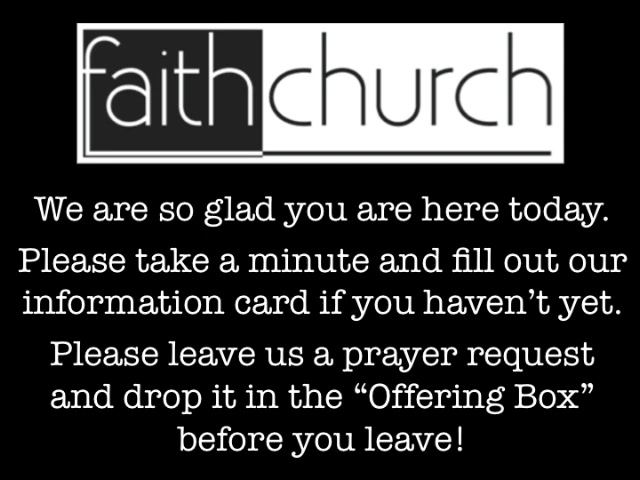 faithchurch
We are so glad you are here today.
Please take a minute and fill out our
information card if you haven’t yet.
Please leave us a prayer request
and drop it in the “Offering Box”
before you leave!